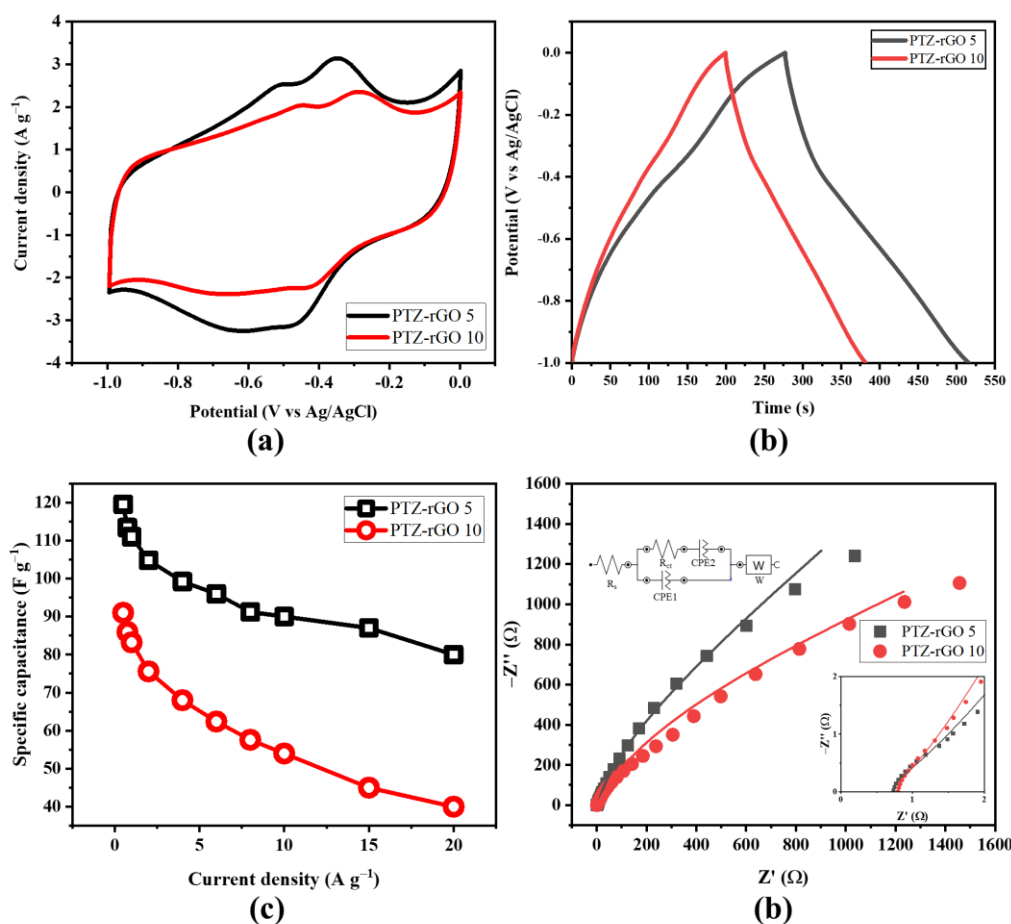 4
3
2
1
0
-1
-2
-3
-4
Current density (A g⁻¹)
PTZ-rGO 5
PTZ-rGO 10
-1.0 -0.8 -0.6 -0.4 -0.2 0.0
Potential (V vs Ag/AgCl)
(a)
0.0
-0.2
-0.4
-0.6
-0.8
-1.0
Potential (V vs Ag/AgCl)
PTZ-rGO 5
PTZ-rGO 10
0 50 100 150 200 250 300 350 400 450 500 550
Time (s)
(b)
120
110
100
90
80
70
60
50
40
Specific capacitance (F g⁻¹)
PTZ-rGO 5
PTZ-rGO 10
0 5 10 15 20
Current density (A g⁻¹)
(c)
1600
1400
1200
1000
800
600
400
200
0
−Z'' (Ω)
Rs
Rct
CPE2
CPE1
W
W
PTZ-rGO 5
PTZ-rGO 10
2
1
0
−Z'' (Ω)
0 1 2
Z' (Ω)
0 200 400 600 800 1000 1200 1400 1600
Z' (Ω)
(b)